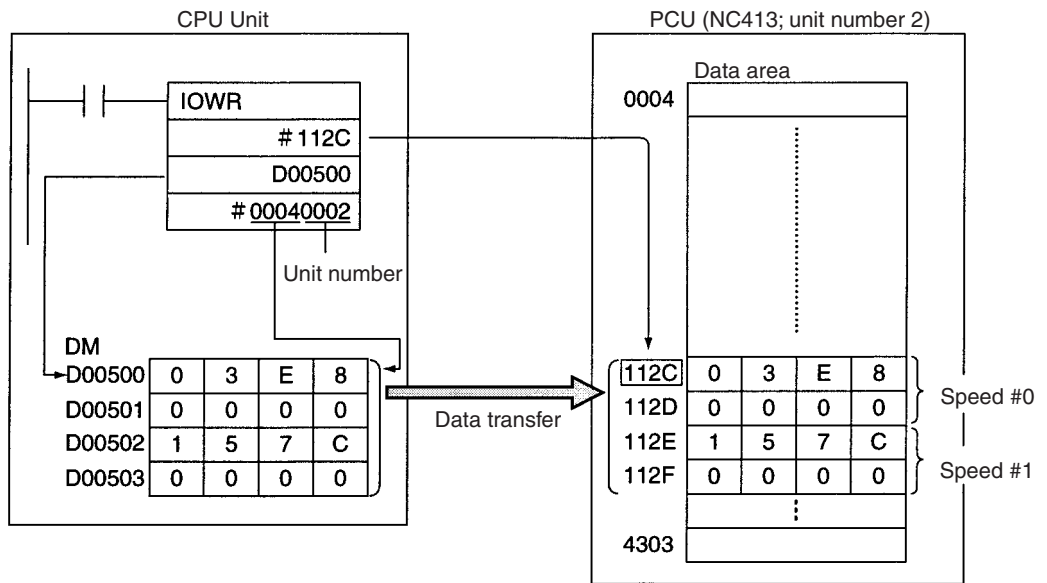 CPU Unit
PCU (NC413; unit number 2)
IOWR
#112C
D00500
#00040002
Unit number
DM
D00500 0 3 E 8
D00501 0 0 0 0
D00502 1 5 7 C
D00503 0 0 0 0
Data transfer
Data area
0004
112C 0 3 E 8
112D 0 0 0 0
112E 1 5 7 C
112F 0 0 0 0
4303
Speed #0
Speed #1